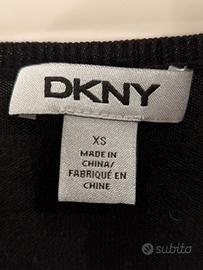 DKNY
XS
MADE IN
CHINA/
FABRIQUÉ EN
CHINE
subito